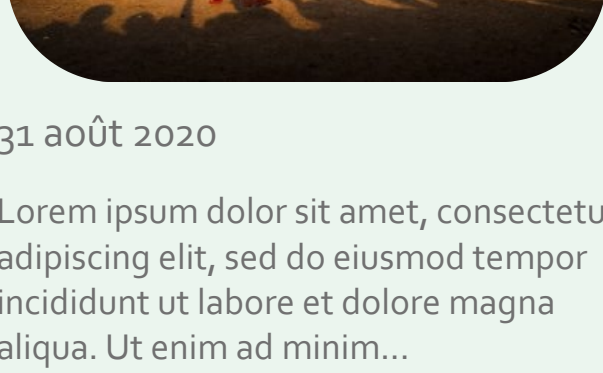 31 août 2020
Lorem ipsum dolor sit amet, consectetu
adipiscing elit, sed do eiusmod tempor
incididunt ut labore et dolore magna
aliqua. Ut enim ad minim...